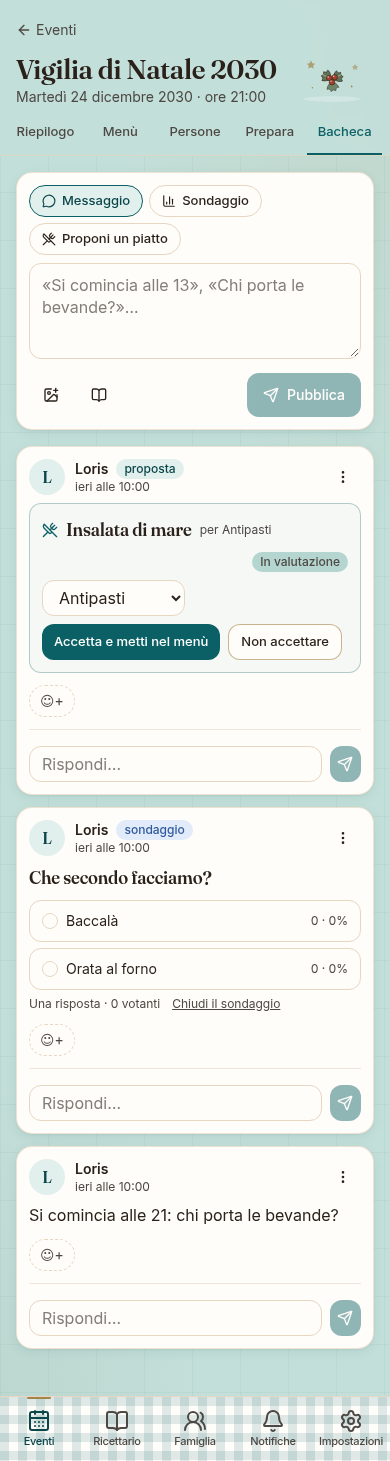 Eventi
Vigilia di Natale 2030
Martedì 24 dicembre 2030 · ore 21:00
Riepilogo Menù Persone Prepara Bacheca
Messaggio Sondaggio
Proponi un piatto
«Si comincia alle 13», «Chi porta le
bevande?»...
Pubblica
L Loris proposta
ieri alle 10:00
Insalata di mare per Antipasti
In valutazione
Antipasti
Accetta e metti nel menù Non accettare
+
Rispondi...
L Loris sondaggio
ieri alle 10:00
Che secondo facciamo?
Baccalà 0 · 0%
Orata al forno 0 · 0%
Una risposta · 0 votanti Chiudi il sondaggio
+
Rispondi...
L Loris
ieri alle 10:00
Si comincia alle 21: chi porta le bevande?
+
Rispondi...
Eventi Ricettario Famiglia Notifiche Impostazioni